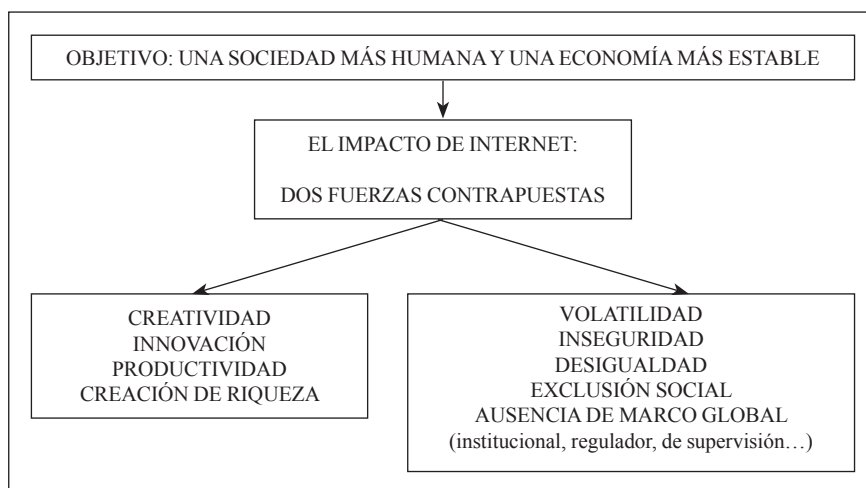 OBJETIVO: UNA SOCIEDAD MÁS HUMANA Y UNA ECONOMÍA MÁS ESTABLE
EL IMPACTO DE INTERNET:
DOS FUERZAS CONTRAPUESTAS
CREATIVIDAD
INNOVACIÓN
PRODUCTIVIDAD
CREACIÓN DE RIQUEZA
VOLATILIDAD
INSEGURIDAD
DESIGUALDAD
EXCLUSIÓN SOCIAL
AUSENCIA DE MARCO GLOBAL
(institucional, regulador, de supervisión…)